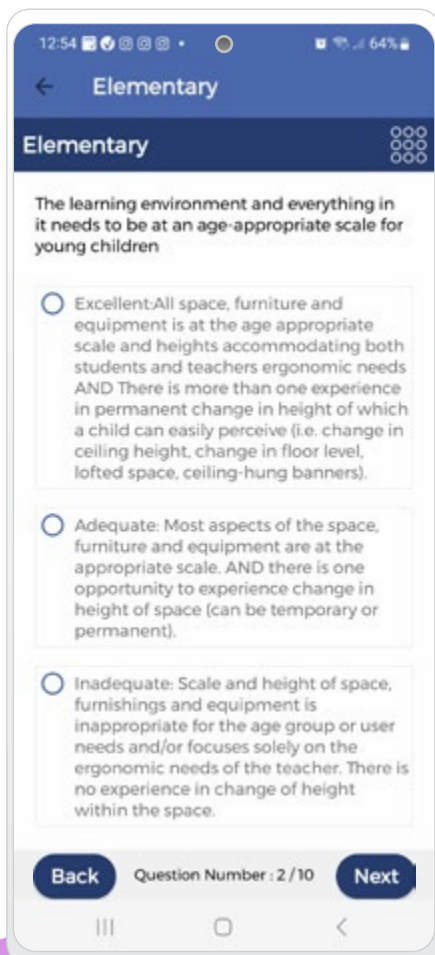 12:54
64%
Elementary
Elementary
The learning environment and everything in
it needs to be at an age-appropriate scale for
young children
Excellent:All space, furniture and
equipment is at the age appropriate
scale and heights accommodating both
students and teachers ergonomic needs
AND There is more than one experience
in permanent change in height of which
a child can easily perceive (i.e. change in
ceiling height, change in floor level,
lofted space, ceiling-hung banners).
Adequate: Most aspects of the space,
furniture and equipment are at the
appropriate scale. AND there is one
opportunity to experience change in
height of space (can be temporary or
permanent).
Inadequate: Scale and height of space,
furnishings and equipment is
inappropriate for the age group or user
needs and/or focuses solely on the
ergonomic needs of the teacher. There is
no experience in change of height
within the space.
Back
Question Number : 2 / 10
Next